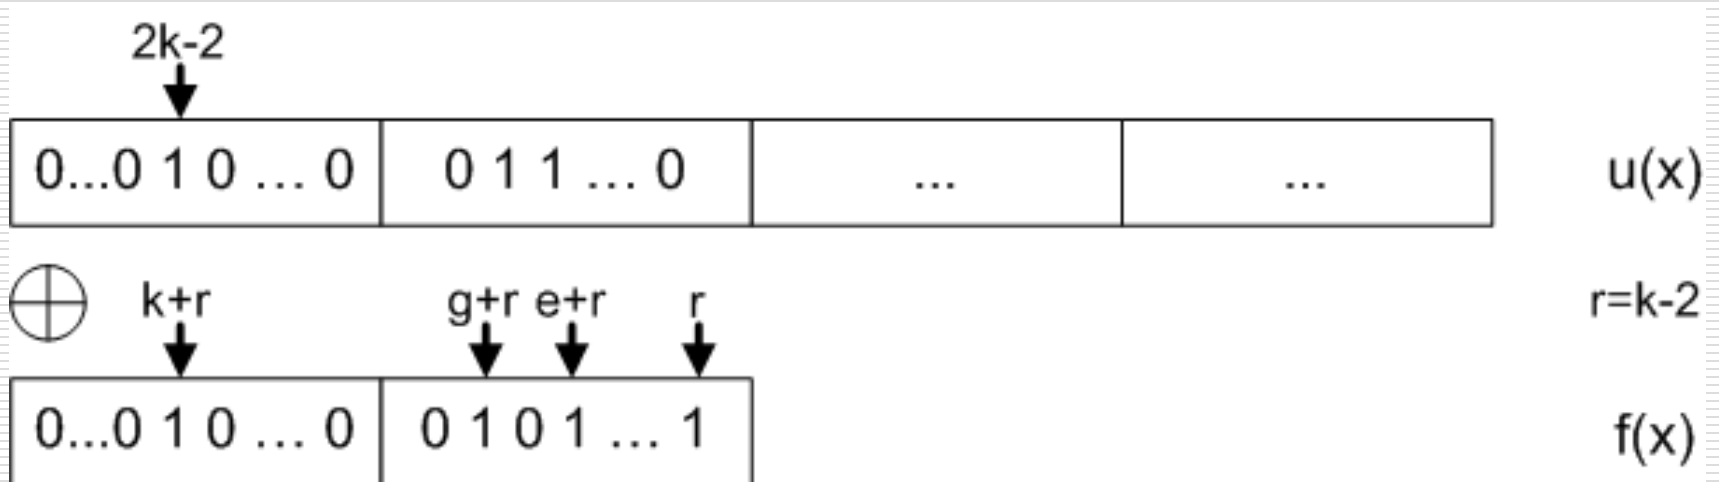 2k-2
0...0 1 0 ... 0 0 1 1 ... 0 ... ... u(x)
k+r g+r e+r r r=k-2
0...0 1 0 ... 0 0 1 0 1 ... 1 f(x)